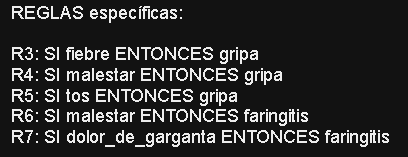 REGLAS específicas:
R3: SI fiebre ENTONCES gripa
R4: SI malestar ENTONCES gripa
R5: SI tos ENTONCES gripa
R6: SI malestar ENTONCES faringitis
R7: SI dolor_de_garganta ENTONCES faringitis